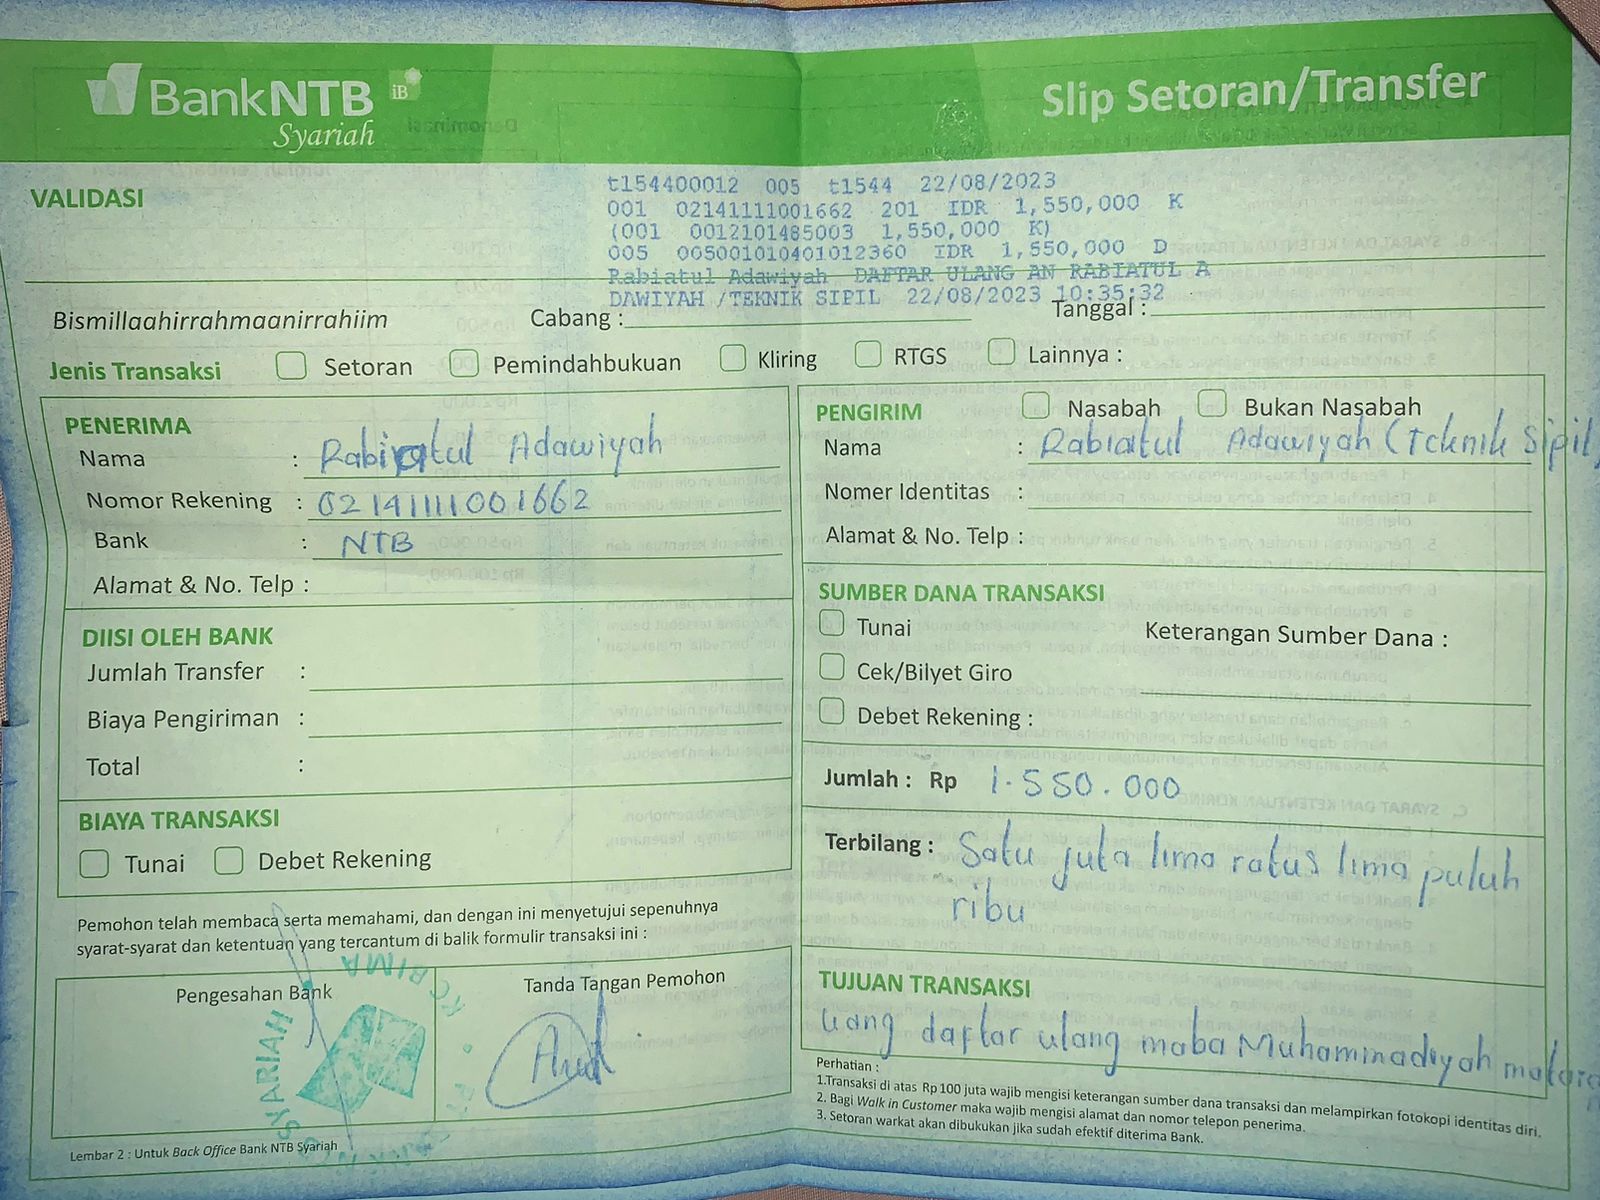 BankNTB iB
Syariah
Slip Setoran/Transfer
VALIDASI
t154400012 005 t1544 22/08/2023
001 02141111001662 201 IDR 1,550,000 K
(001 0012101485003 1,550,000 K)
005 005001010401012360 IDR 1,550,000 D
Rabiatul Adawiyah DAFTAR ULANG AN RABIATUL A
DAWIYAH /TEKNIK SIPIL 22/08/2023 10:35:32
Bismillaahirrahmaanirrahiim Cabang : Tanggal :
Jenis Transaksi Setoran Pemindahbukuan Kliring RTGS Lainnya :
PENERIMA
Nama : Rabiatul Adawiyah
Nomor Rekening : 02141111001662
Bank : NTB
Alamat & No. Telp :
DIISI OLEH BANK
Jumlah Transfer :
Biaya Pengiriman :
Total :
BIAYA TRANSAKSI
Tunai Debet Rekening
Pemohon telah membaca serta memahami, dan dengan ini menyetujui sepenuhnya
syarat-syarat dan ketentuan yang tercantum di balik formulir transaksi ini :
Pengesahan Bank
SYARIAH
KC BIMA
Tanda Tangan Pemohon
Lembar 2 : Untuk Back Office Bank NTB Syariah
PENGIRIM Nasabah Bukan Nasabah
Nama : Rabiatul Adawiyah (Teknik Sipil)
Nomer Identitas :
Alamat & No. Telp :
SUMBER DANA TRANSAKSI
Tunai Keterangan Sumber Dana :
Cek/Bilyet Giro
Debet Rekening :
Jumlah : Rp 1.550.000
Terbilang : Satu juta lima ratus lima puluh
ribu
TUJUAN TRANSAKSI
Uang daftar ulang maba Muhammadiyah
Perhatian :
1.Transaksi di atas Rp100 juta wajib mengisi keterangan sumber dana transaksi dan melampirkan fotokopi identitas diri.
2. Bagi Walk in Customer maka wajib mengisi alamat dan nomor telepon penerima.
3. Setoran warkat akan dibukukan jika sudah efektif diterima Bank.